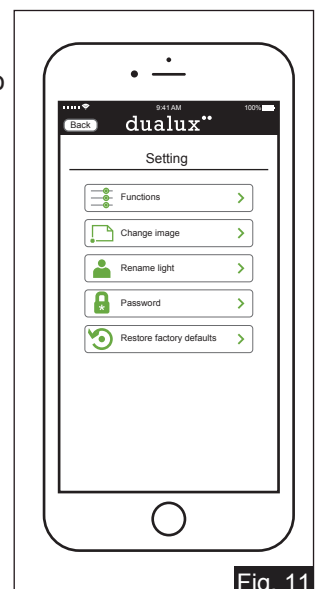 9:41 AM 100%
Back dualux
Setting
Functions
Change image
Rename light
Password
Restore factory defaults
Fig. 11